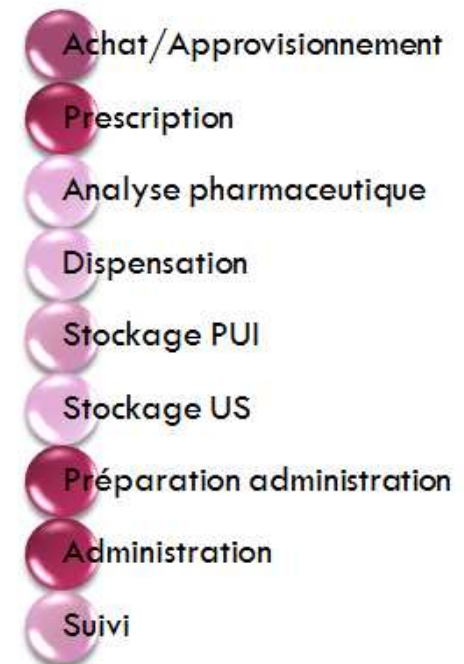 Achat/Approvisionnement
Prescription
Analyse pharmaceutique
Dispensation
Stockage PUI
Stockage US
Préparation administration
Administration
Suivi